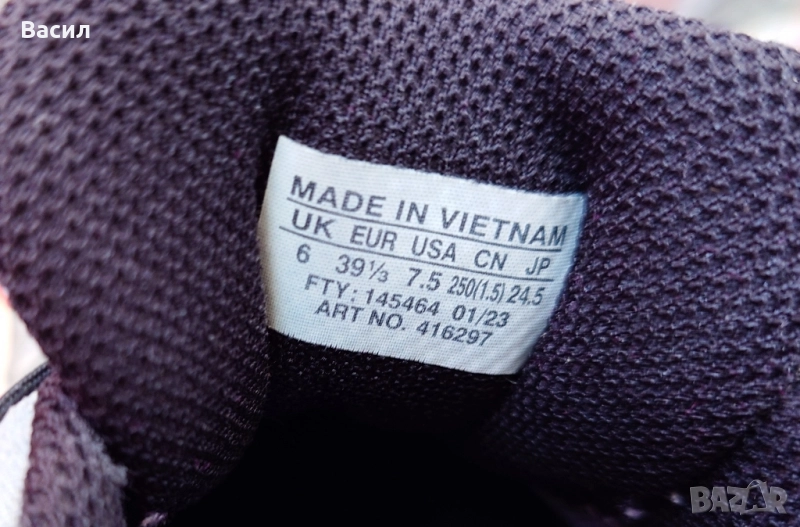 Васил
MADE IN VIETNAM
UK EUR USA CN JP
6 39⅓ 7.5 250(1.5) 24.5
FTY: 145464 01/23
ART NO. 416297
BAZAR